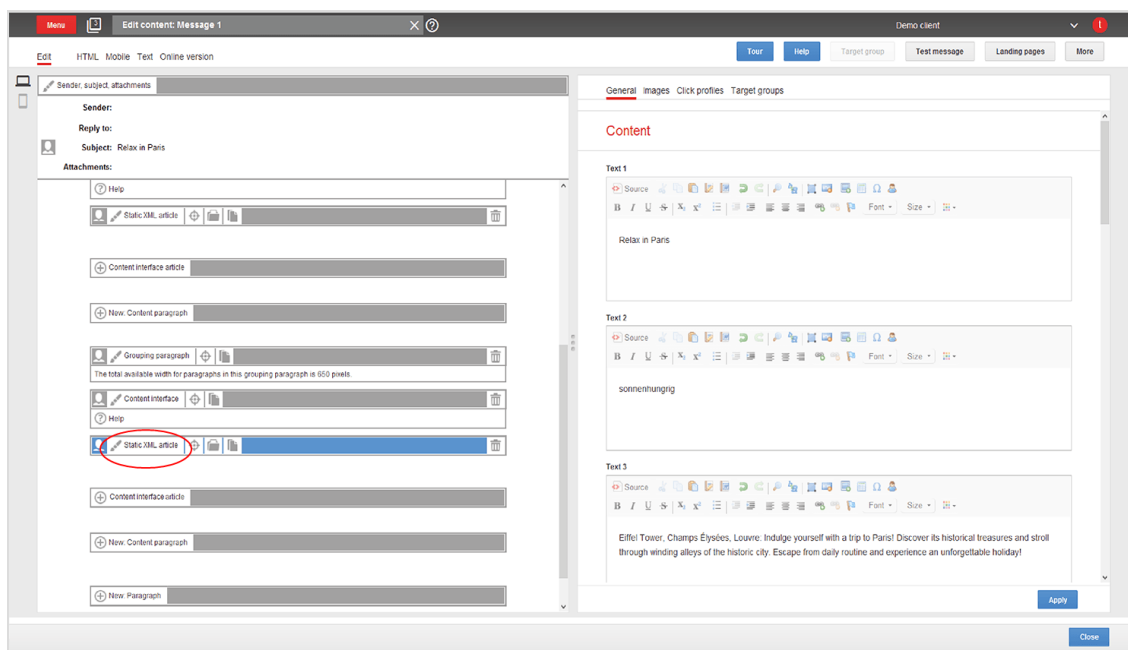 Menu
Edit content: Message 1
Demo client
Edit HTML Mobile Text Online version
Tour Help Target group Test message Landing pages More
Sender, subject, attachments
Sender:
Reply to:
Subject: Relax in Paris
Attachments:
Help
Static XML article
Content interface article
New: Content paragraph
Grouping paragraph
The total available width for paragraphs in this grouping paragraph is 650 pixels.
Content interface
Help
Static XML article
Content interface article
New: Content paragraph
New: Paragraph
General Images Click profiles Target groups
Content
Text 1
Source
B I U S X₂ X² Font Size
Relax in Paris
Text 2
Source
B I U S X₂ X² Font Size
sonnenhungrig
Text 3
Source
B I U S X₂ X² Font Size
Eiffel Tower, Champs Élysées, Louvre: Indulge yourself with a trip to Paris! Discover its historical treasures and stroll
through winding alleys of the historic city. Escape from daily routine and experience an unforgettable holiday!
Apply
Close